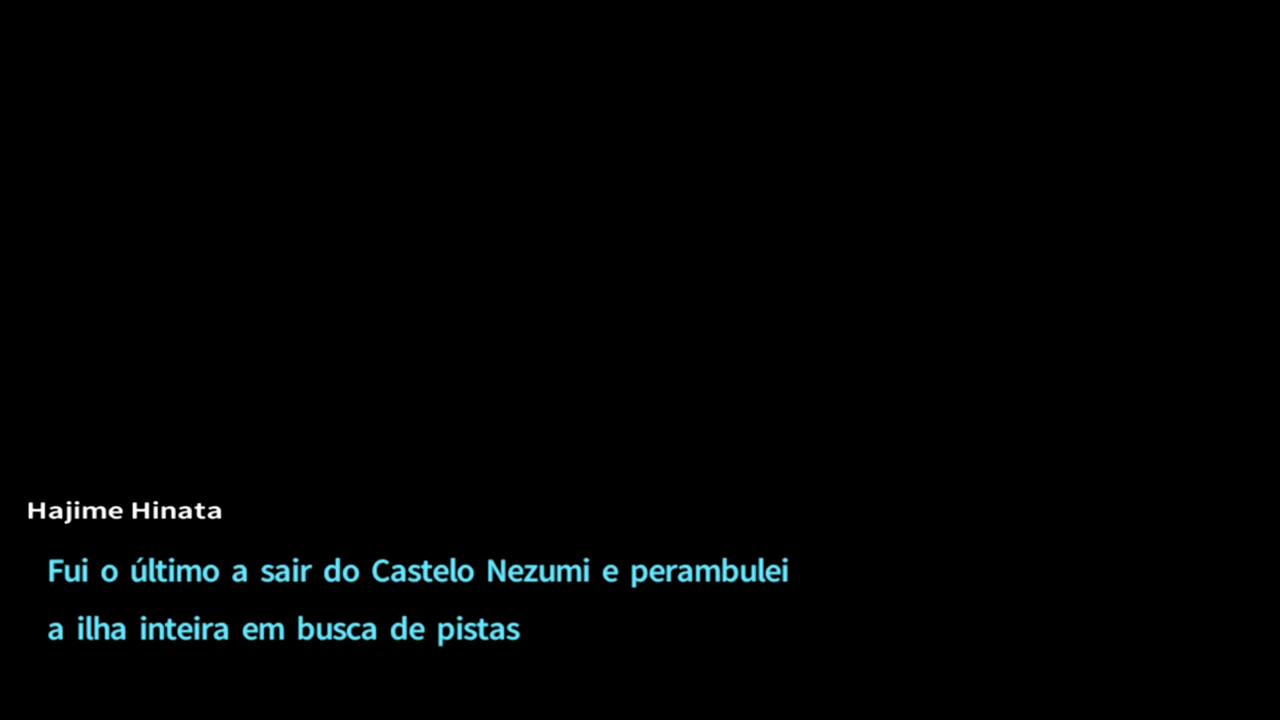 Hajime Hinata
Fui o último a sair do Castelo Nezumi e perambulei
a ilha inteira em busca de pistas